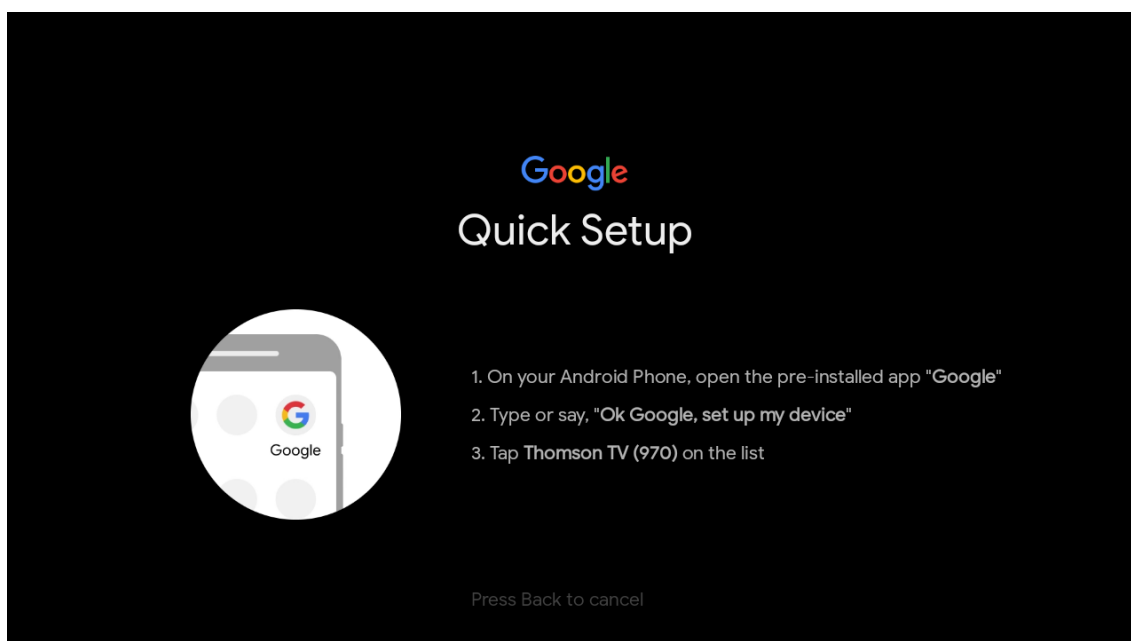 Google
Quick Setup
Google
1. On your Android Phone, open the pre-installed app "Google"
2. Type or say, "Ok Google, set up my device"
3. Tap Thomson TV (970) on the list
Press Back to cancel